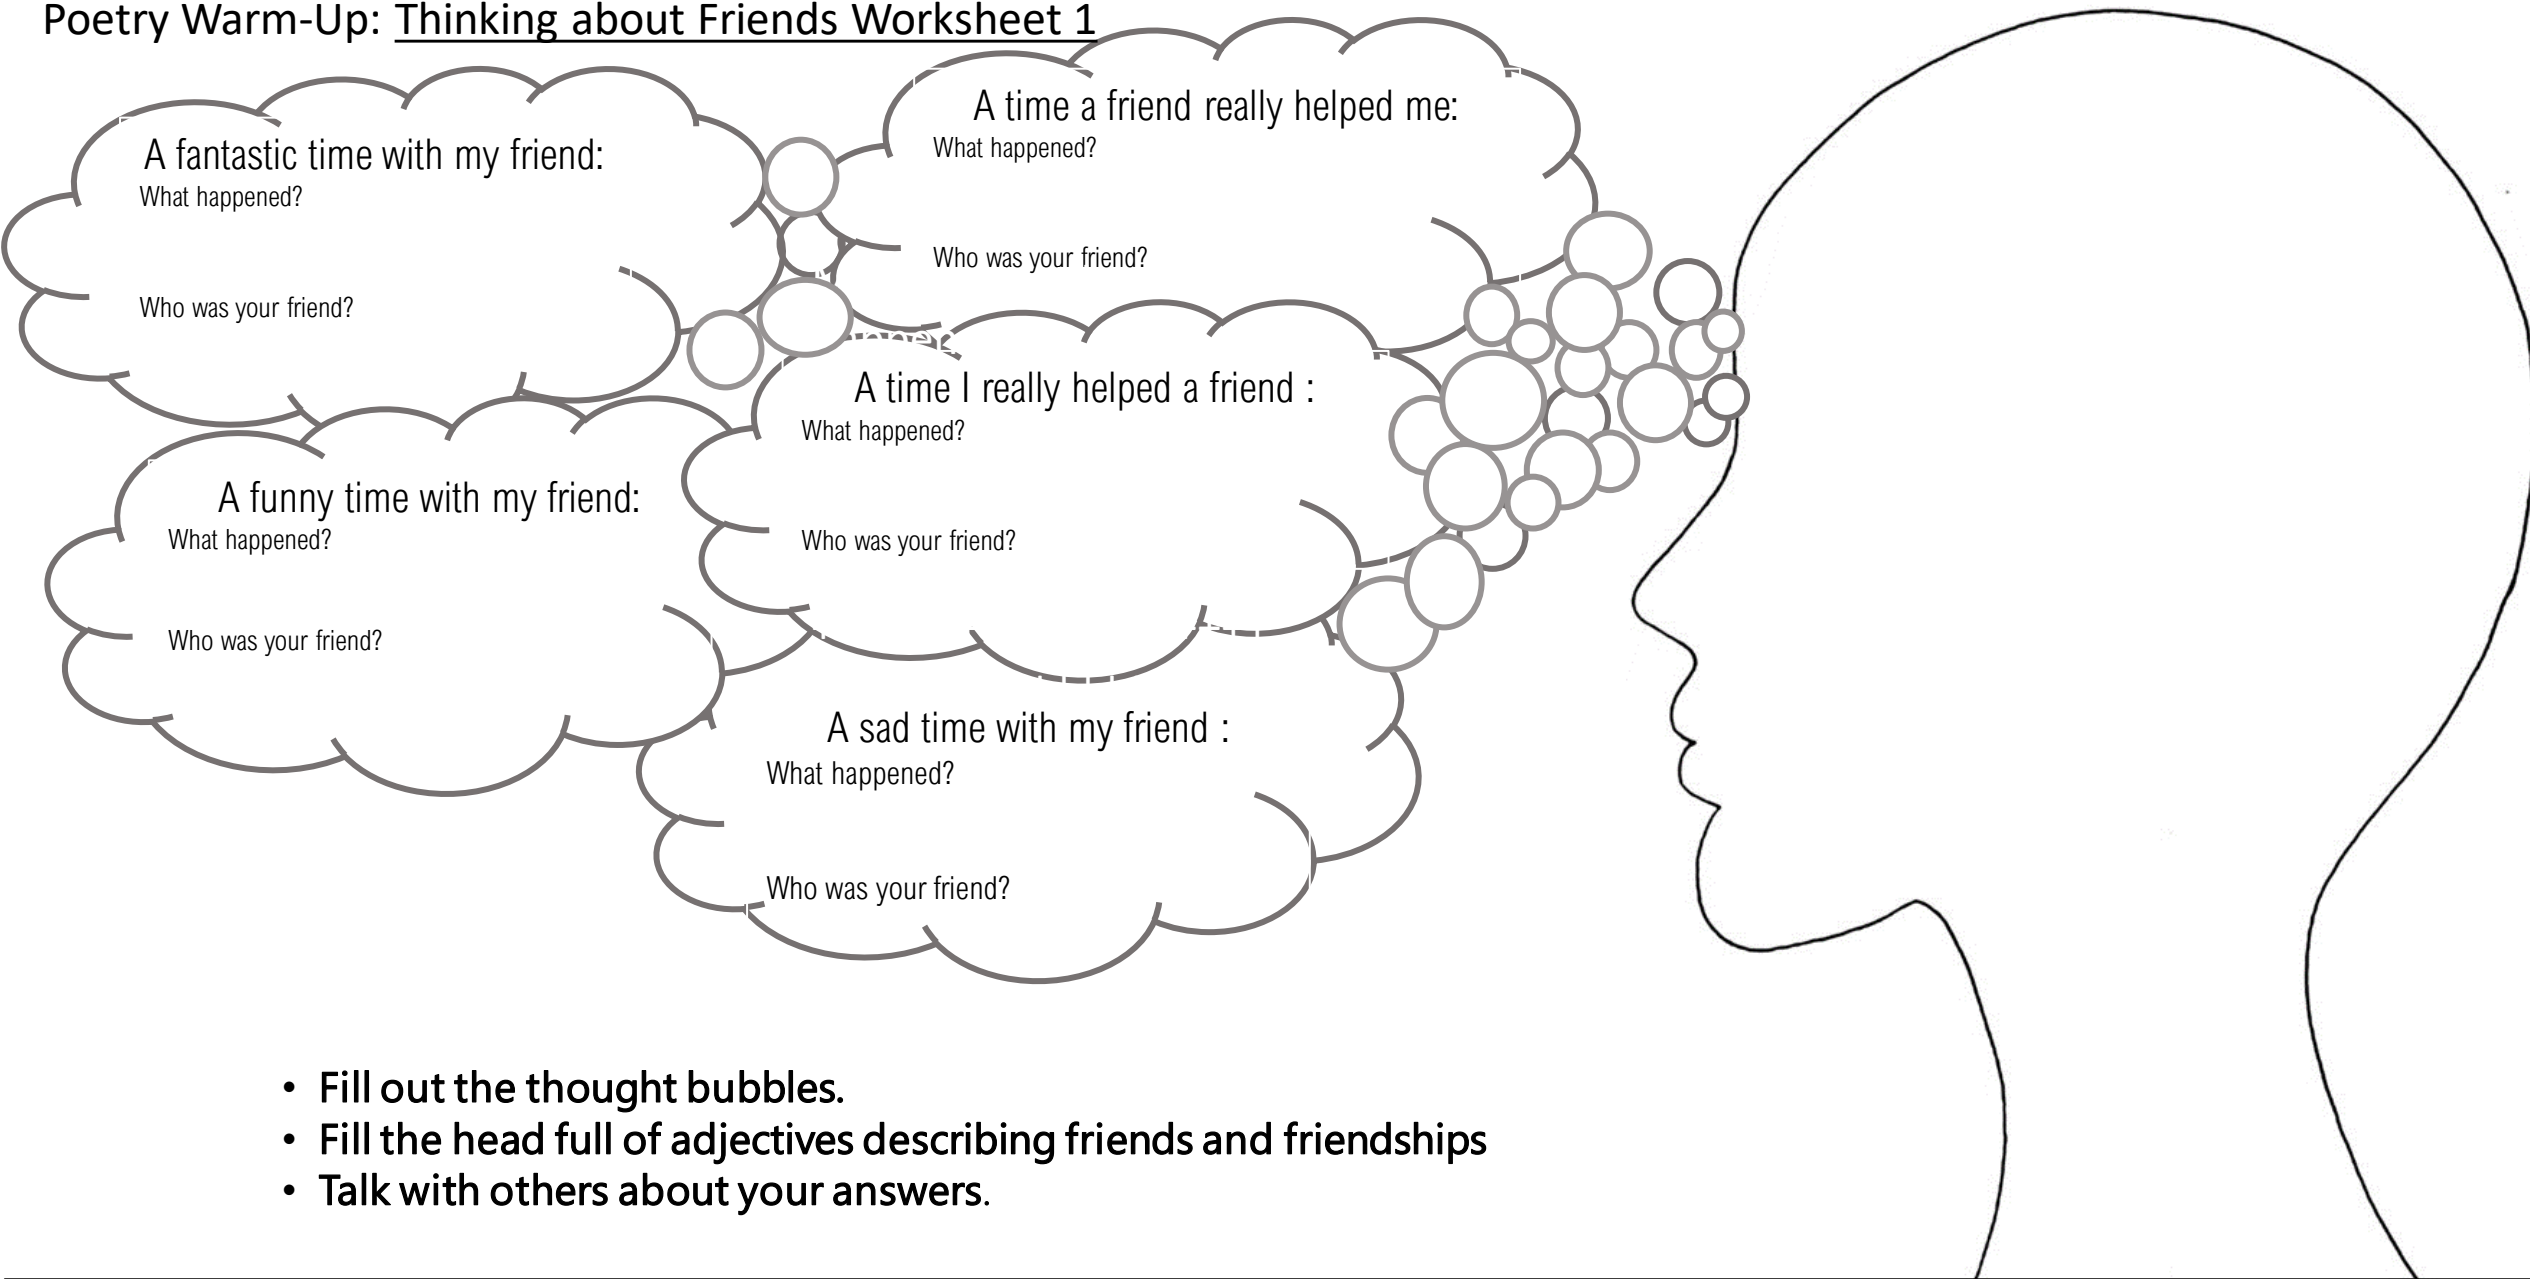 Poetry Warm-Up: Thinking about Friends Worksheet 1
A fantastic time with my friend:
What happened?
Who was your friend?
A time a friend really helped me:
What happened?
Who was your friend?
A time I really helped a friend :
What happened?
Who was your friend?
A funny time with my friend:
What happened?
Who was your friend?
A sad time with my friend :
What happened?
Who was your friend?
• Fill out the thought bubbles.
• Fill the head full of adjectives describing friends and friendships
• Talk with others about your answers.